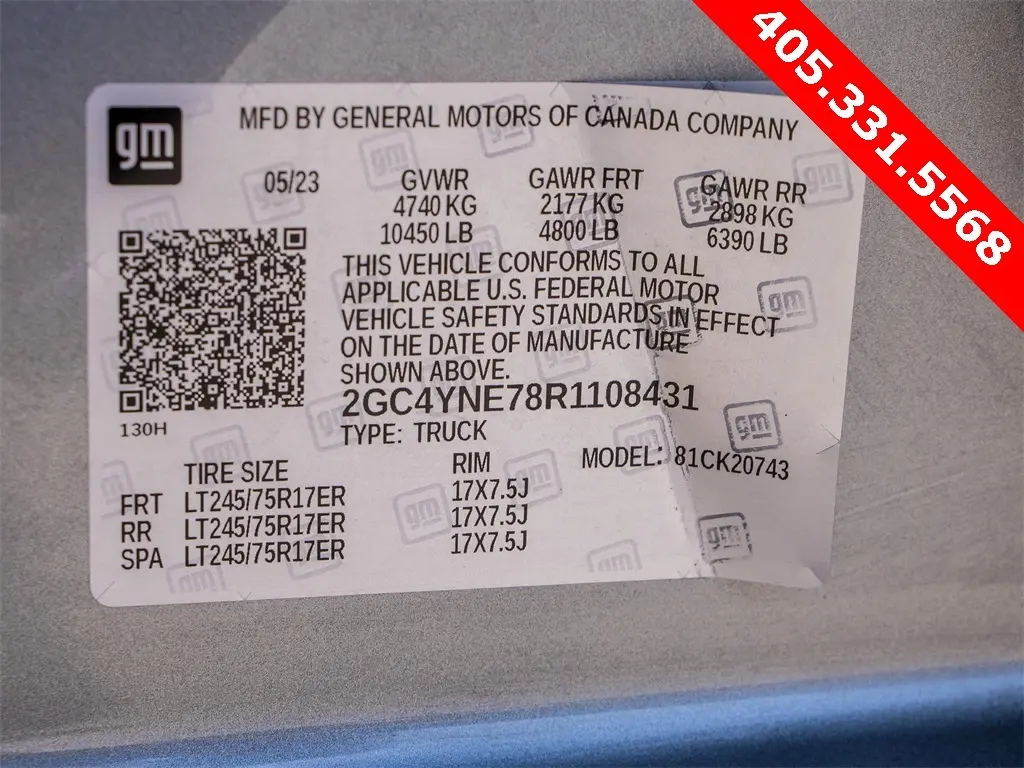 405.331.5568
gm
MFD BY GENERAL MOTORS OF CANADA COMPANY
05/23 GVWR GAWR FRT GAWR RR
4740 KG 2177 KG 2898 KG
10450 LB 4800 LB 6390 LB
THIS VEHICLE CONFORMS TO ALL
APPLICABLE U.S. FEDERAL MOTOR
VEHICLE SAFETY STANDARDS IN EFFECT
ON THE DATE OF MANUFACTURE
SHOWN ABOVE.
2GC4YNE78R1108431
130H
TYPE: TRUCK
TIRE SIZE RIM MODEL: 81CK20743
FRT LT245/75R17ER 17X7.5J
RR LT245/75R17ER 17X7.5J
SPA LT245/75R17ER 17X7.5J